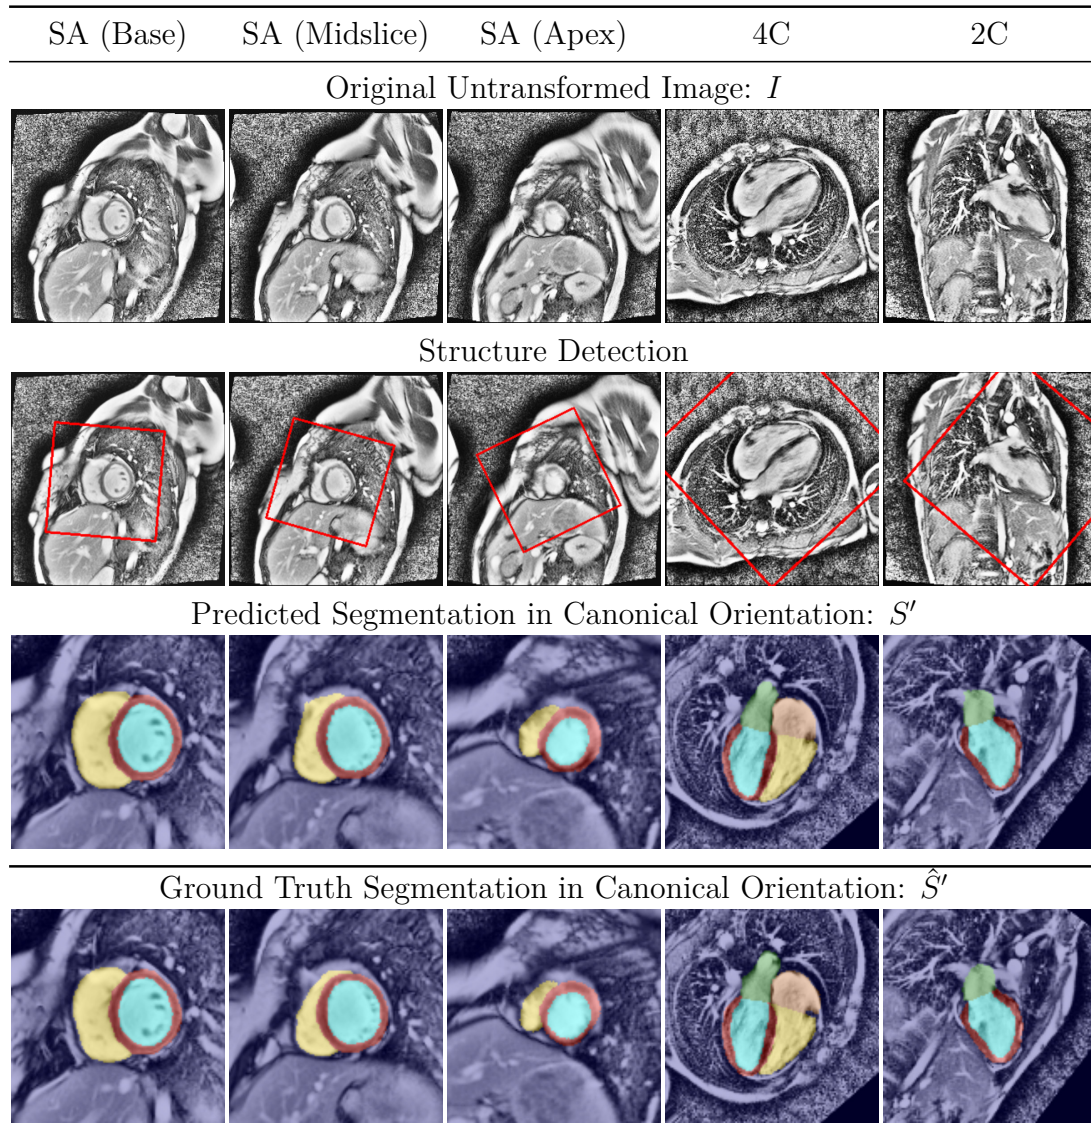 SA (Base) SA (Midslice) SA (Apex) 4C 2C
Original Untransformed Image: I
Structure Detection
Predicted Segmentation in Canonical Orientation: S′
Ground Truth Segmentation in Canonical Orientation: Ŝ′